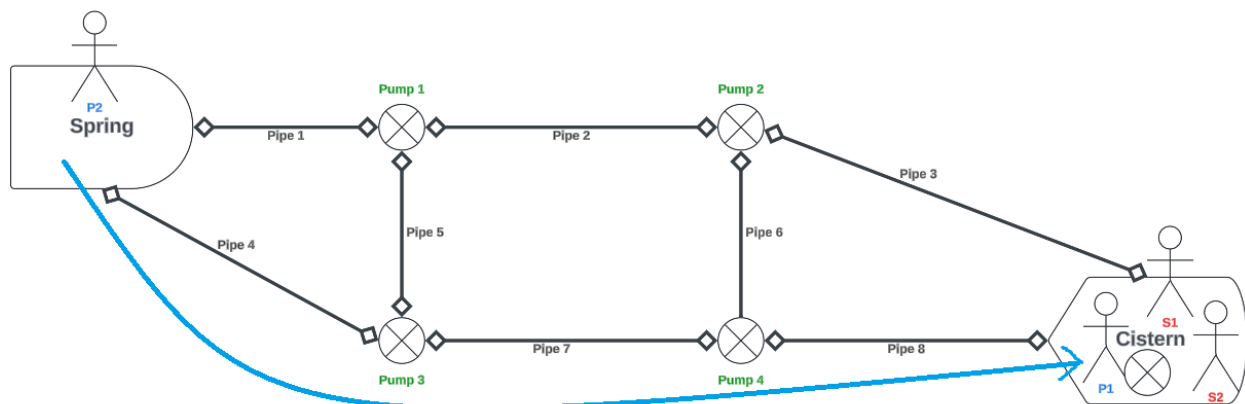 Pump 1
Pump 2
P2
Spring
Pipe 1
Pipe 2
Pipe 3
Pipe 4
Pipe 5
Pipe 6
S1
Cistern
Pipe 7
Pipe 8
Pump 3
Pump 4
P1
S2